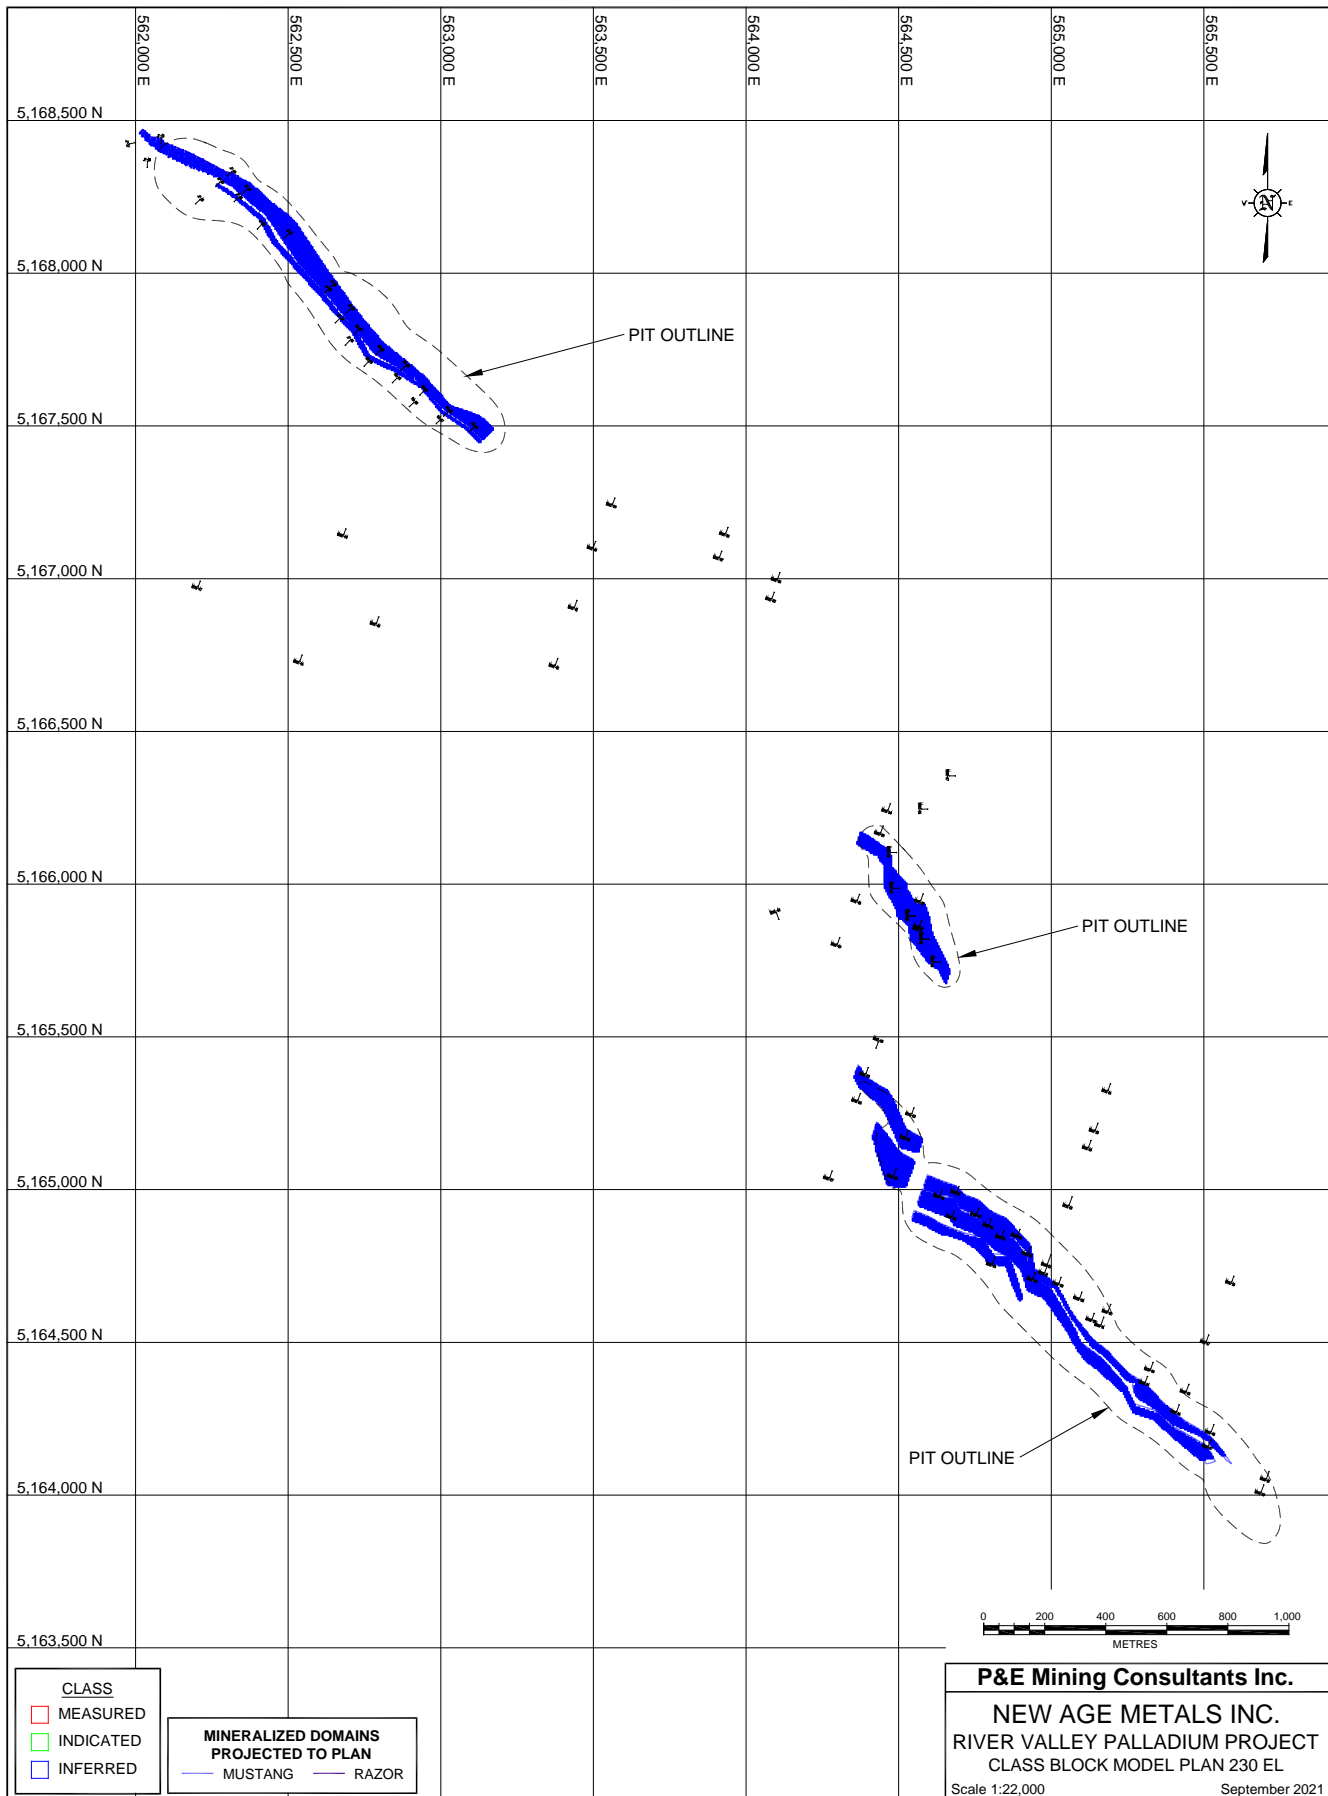 562,000 E
562,500 E
563,000 E
563,500 E
564,000 E
564,500 E
565,000 E
565,500 E
5,168,500 N
N
E
5,168,000 N
PIT OUTLINE
5,167,500 N
5,167,000 N
5,166,500 N
5,166,000 N
PIT OUTLINE
5,165,500 N
5,165,000 N
5,164,500 N
PIT OUTLINE
5,164,000 N
5,163,500 N
0 200 400 600 800 1,000
METRES
CLASS
MEASURED
INDICATED
INFERRED
MINERALIZED DOMAINS
PROJECTED TO PLAN
MUSTANG RAZOR
P&E Mining Consultants Inc.
NEW AGE METALS INC.
RIVER VALLEY PALLADIUM PROJECT
CLASS BLOCK MODEL PLAN 230 EL
Scale 1:22,000 September 2021